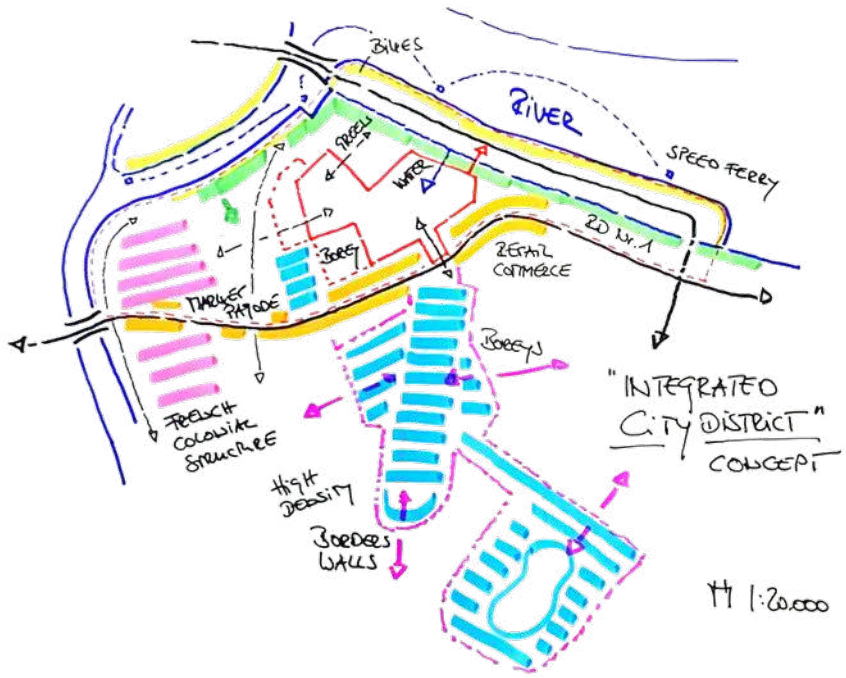 BIKES
RIVER
SPEED FERRY
GREENS
WATER
RD Nr. 1
BOREY
RETAIL
COMMERCE
MARKET
PAGODE
BOREYS
"INTEGRATED
CITY DISTRICT"
CONCEPT
FRENCH
COLONIAL
STRUCTURE
HIGH
DENSITY
BORDERS
WALLS
M 1:20.000